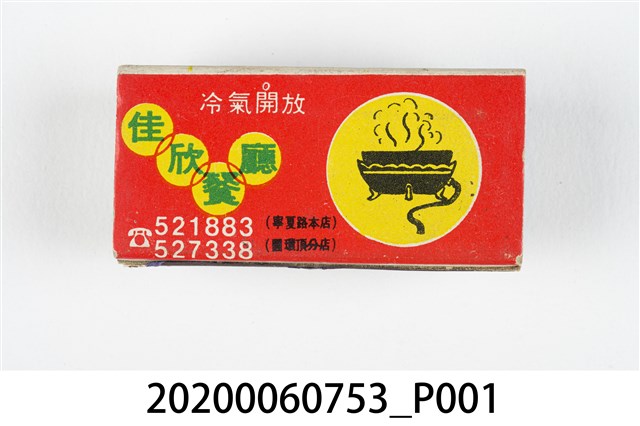 冷氣開放
佳欣餐廳
521883（寧夏路本店）
527338（圓環頂分店）
20200060753_P001